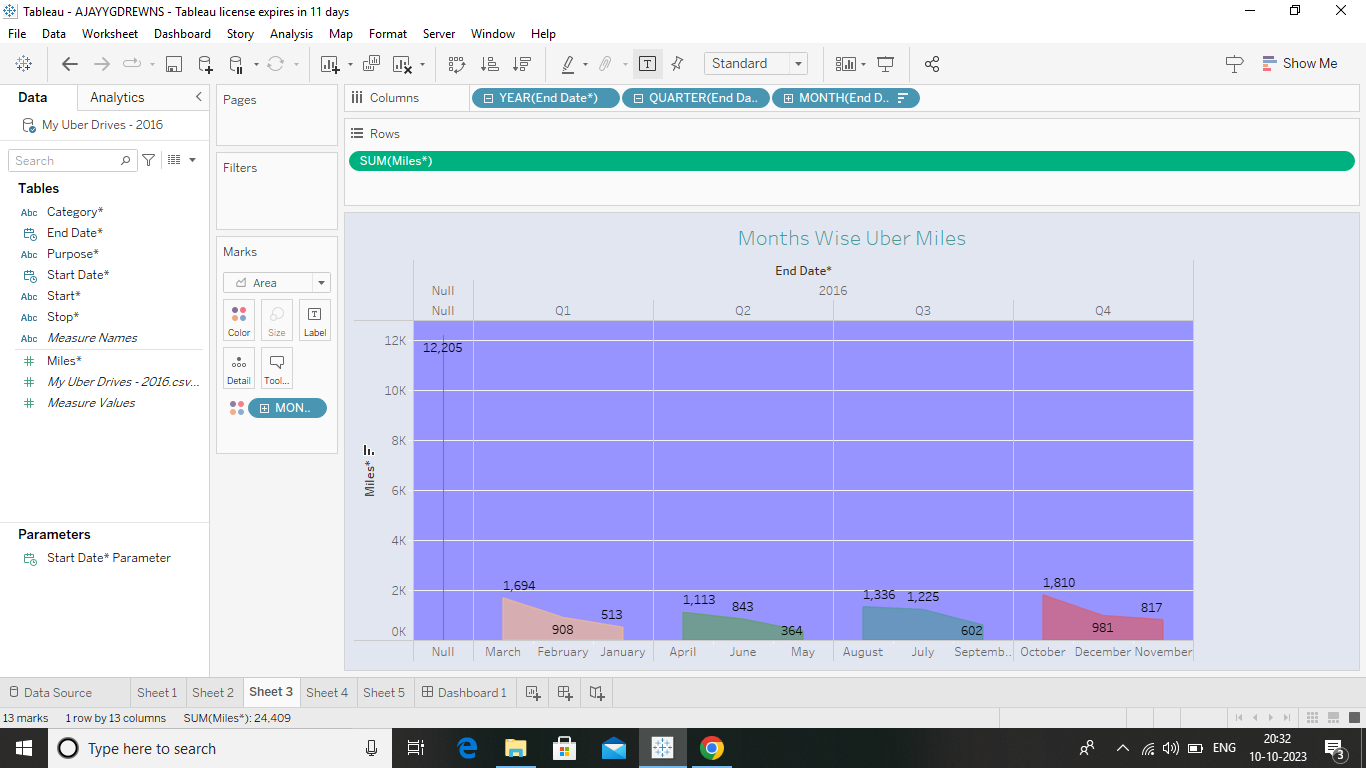 Tableau - AJAYYGDREWNS - Tableau license expires in 11 days
File Data Worksheet Dashboard Story Analysis Map Format Server Window Help
Standard
Show Me
Data Analytics
My Uber Drives - 2016
Search
Tables
Abc Category*
End Date*
Abc Purpose*
Start Date*
Abc Start*
Abc Stop*
Abc Measure Names
# Miles*
# My Uber Drives - 2016.csv...
# Measure Values
Parameters
Start Date* Parameter
Pages
Filters
Marks
Area
Color Size Label
Detail Tool...
MON..
Columns YEAR(End Date*) QUARTER(End Da.. MONTH(End D..
Rows
SUM(Miles*)
Months Wise Uber Miles
End Date*
Null 2016
Null Q1 Q2 Q3 Q4
12K
12,205
10K
8K
6K
4K
2K
0K
Miles*
1,694 908 513 1,113 843 364 1,336 1,225 602 1,810 981 817
Null March February January April June May August July Septemb.. October December November
Data Source Sheet 1 Sheet 2 Sheet 3 Sheet 4 Sheet 5 Dashboard 1
13 marks 1 row by 13 columns SUM(Miles*): 24,409
Type here to search
ENG
20:32
10-10-2023
3